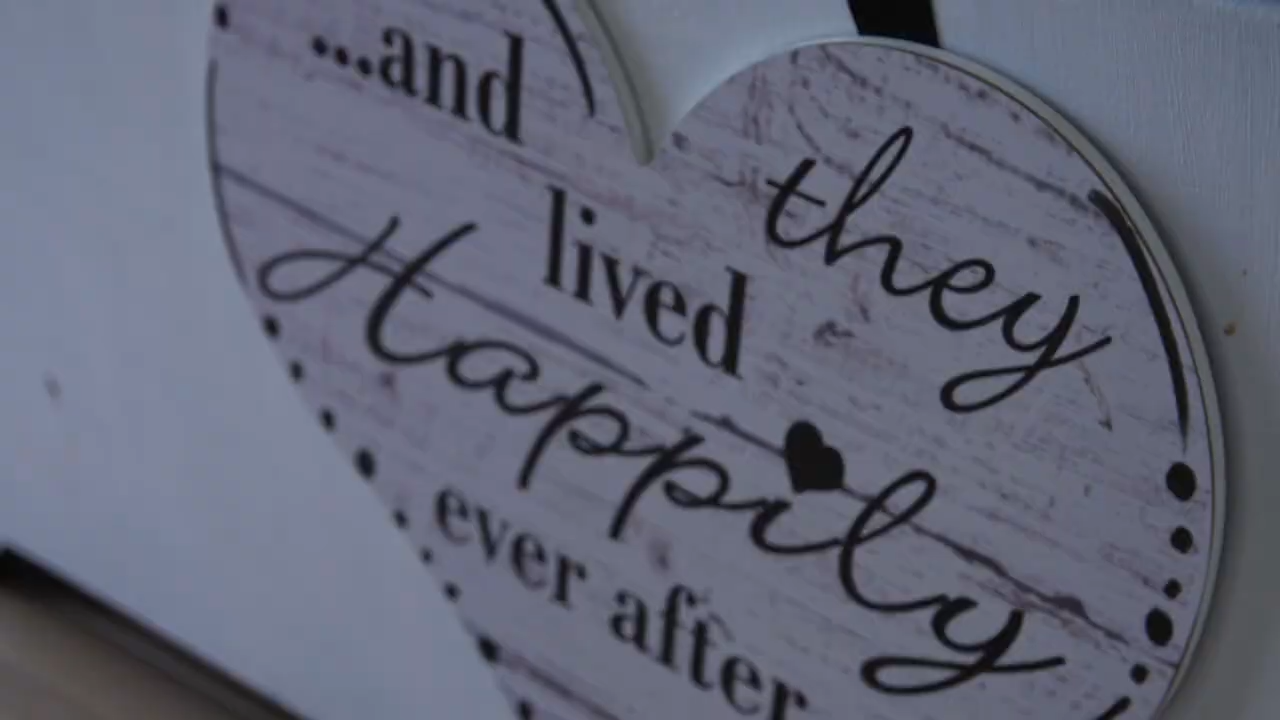 ...and
they
lived
Happily
ever after